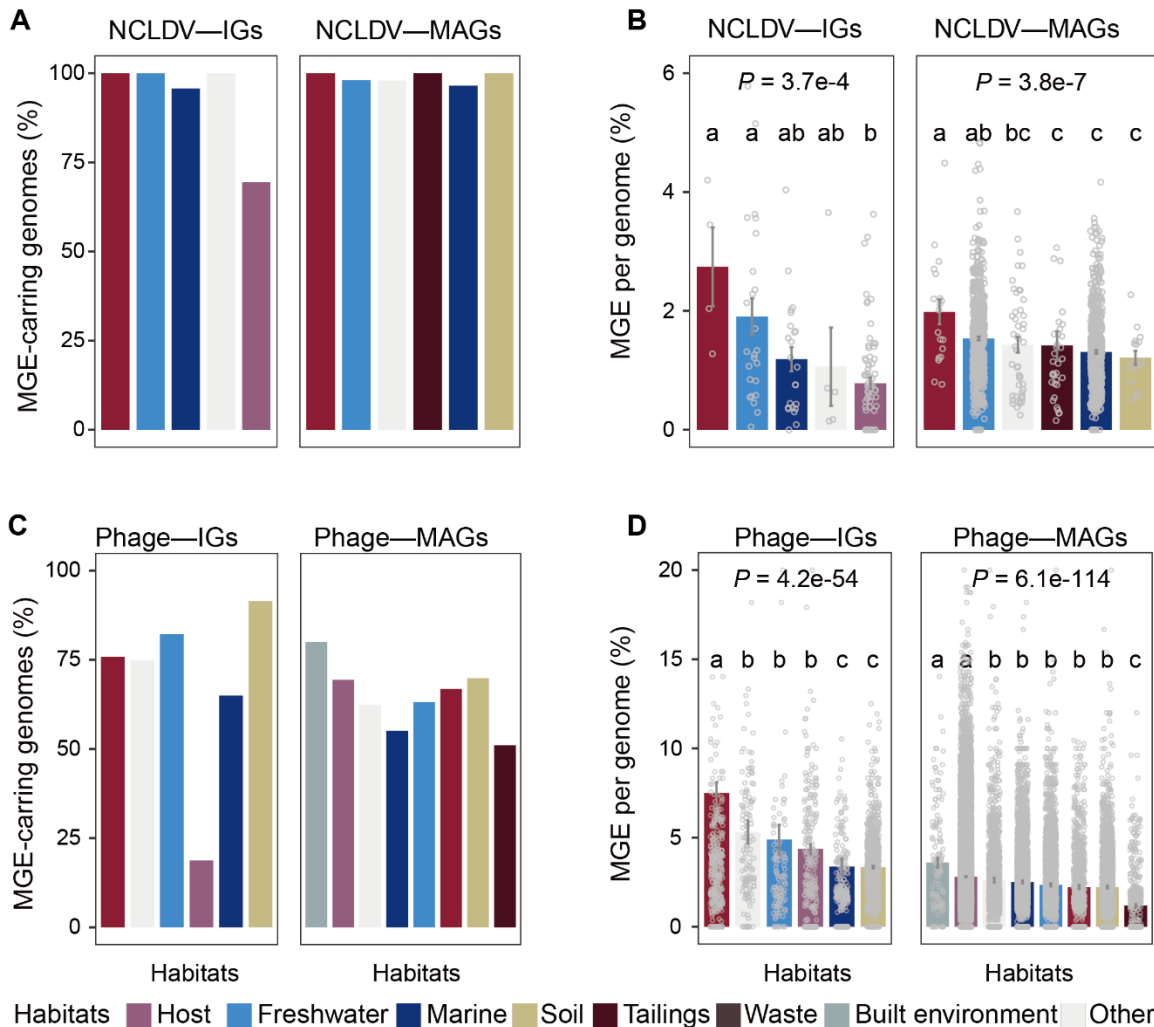 A
NCLDV—IGs
NCLDV—MAGs
MGE-carring genomes (%)
100
75
50
25
0
B
NCLDV—IGs
NCLDV—MAGs
MGE per genome (%)
6
4
2
0
P = 3.7e-4
a a ab ab b
P = 3.8e-7
a ab bc c c c
C
Phage—IGs
Phage—MAGs
MGE-carring genomes (%)
100
75
50
25
0
Habitats
D
Phage—IGs
Phage—MAGs
MGE per genome (%)
20
15
10
5
0
P = 4.2e-54
a b b b c c
P = 6.1e-114
a a b b b b b c
Habitats
Habitats
Habitats Host Freshwater Marine Soil Tailings Waste Built environment Other